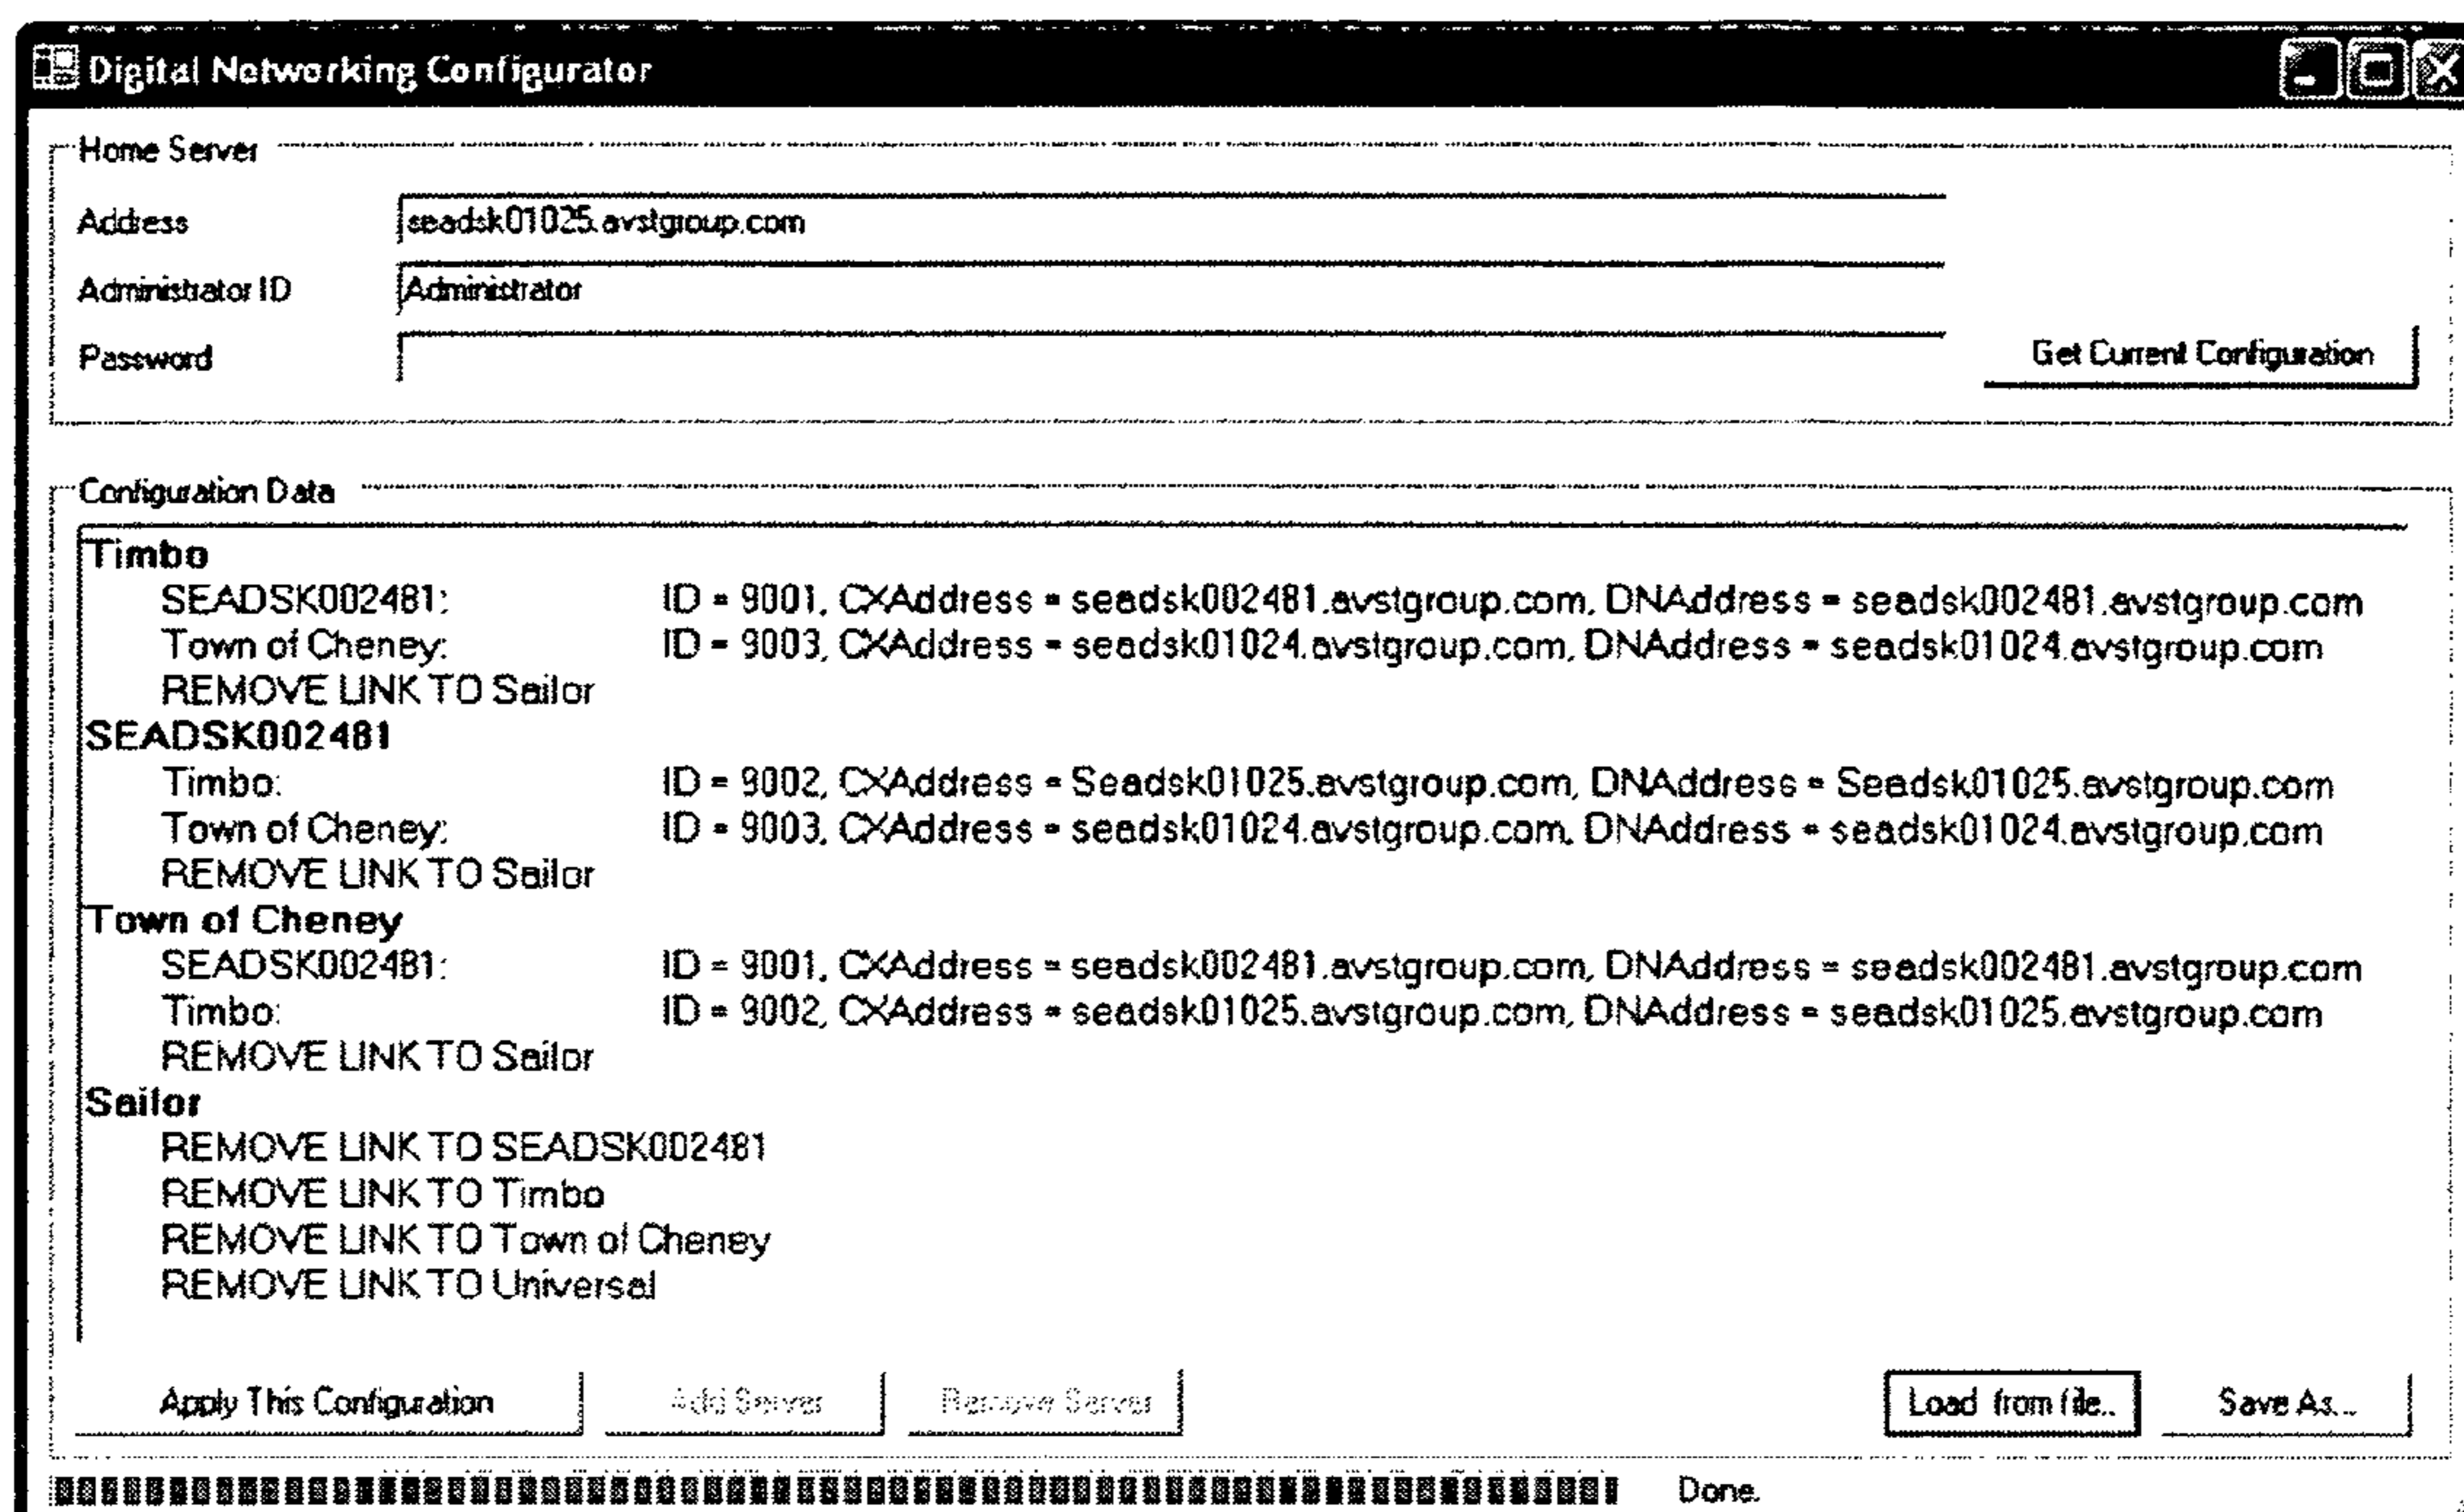 Digital Networking Configurator
Home Server
Address seadsk01025.avstgroup.com
Administrator ID Administrator
Password
Get Current Configuration
Configuration Data
Timbo
SEADSK002481: ID = 9001, CXAddress = seadsk002481.avstgroup.com, DNAddress = seadsk002481.avstgroup.com
Town of Cheney: ID = 9003, CXAddress = seadsk01024.avstgroup.com, DNAddress = seadsk01024.avstgroup.com
REMOVE LINK TO Sailor
SEADSK002481
Timbo: ID = 9002, CXAddress = Seadsk01025.avstgroup.com, DNAddress = Seadsk01025.avstgroup.com
Town of Cheney: ID = 9003, CXAddress = seadsk01024.avstgroup.com, DNAddress = seadsk01024.avstgroup.com
REMOVE LINK TO Sailor
Town of Cheney
SEADSK002481: ID = 9001, CXAddress = seadsk002481.avstgroup.com, DNAddress = seadsk002481.avstgroup.com
Timbo: ID = 9002, CXAddress = seadsk01025.avstgroup.com, DNAddress = seadsk01025.avstgroup.com
REMOVE LINK TO Sailor
Sailor
REMOVE LINK TO SEADSK002481
REMOVE LINK TO Timbo
REMOVE LINK TO Town of Cheney
REMOVE LINK TO Universal
Apply This Configuration Add Server Remove Server Load from file.. Save As...
Done.